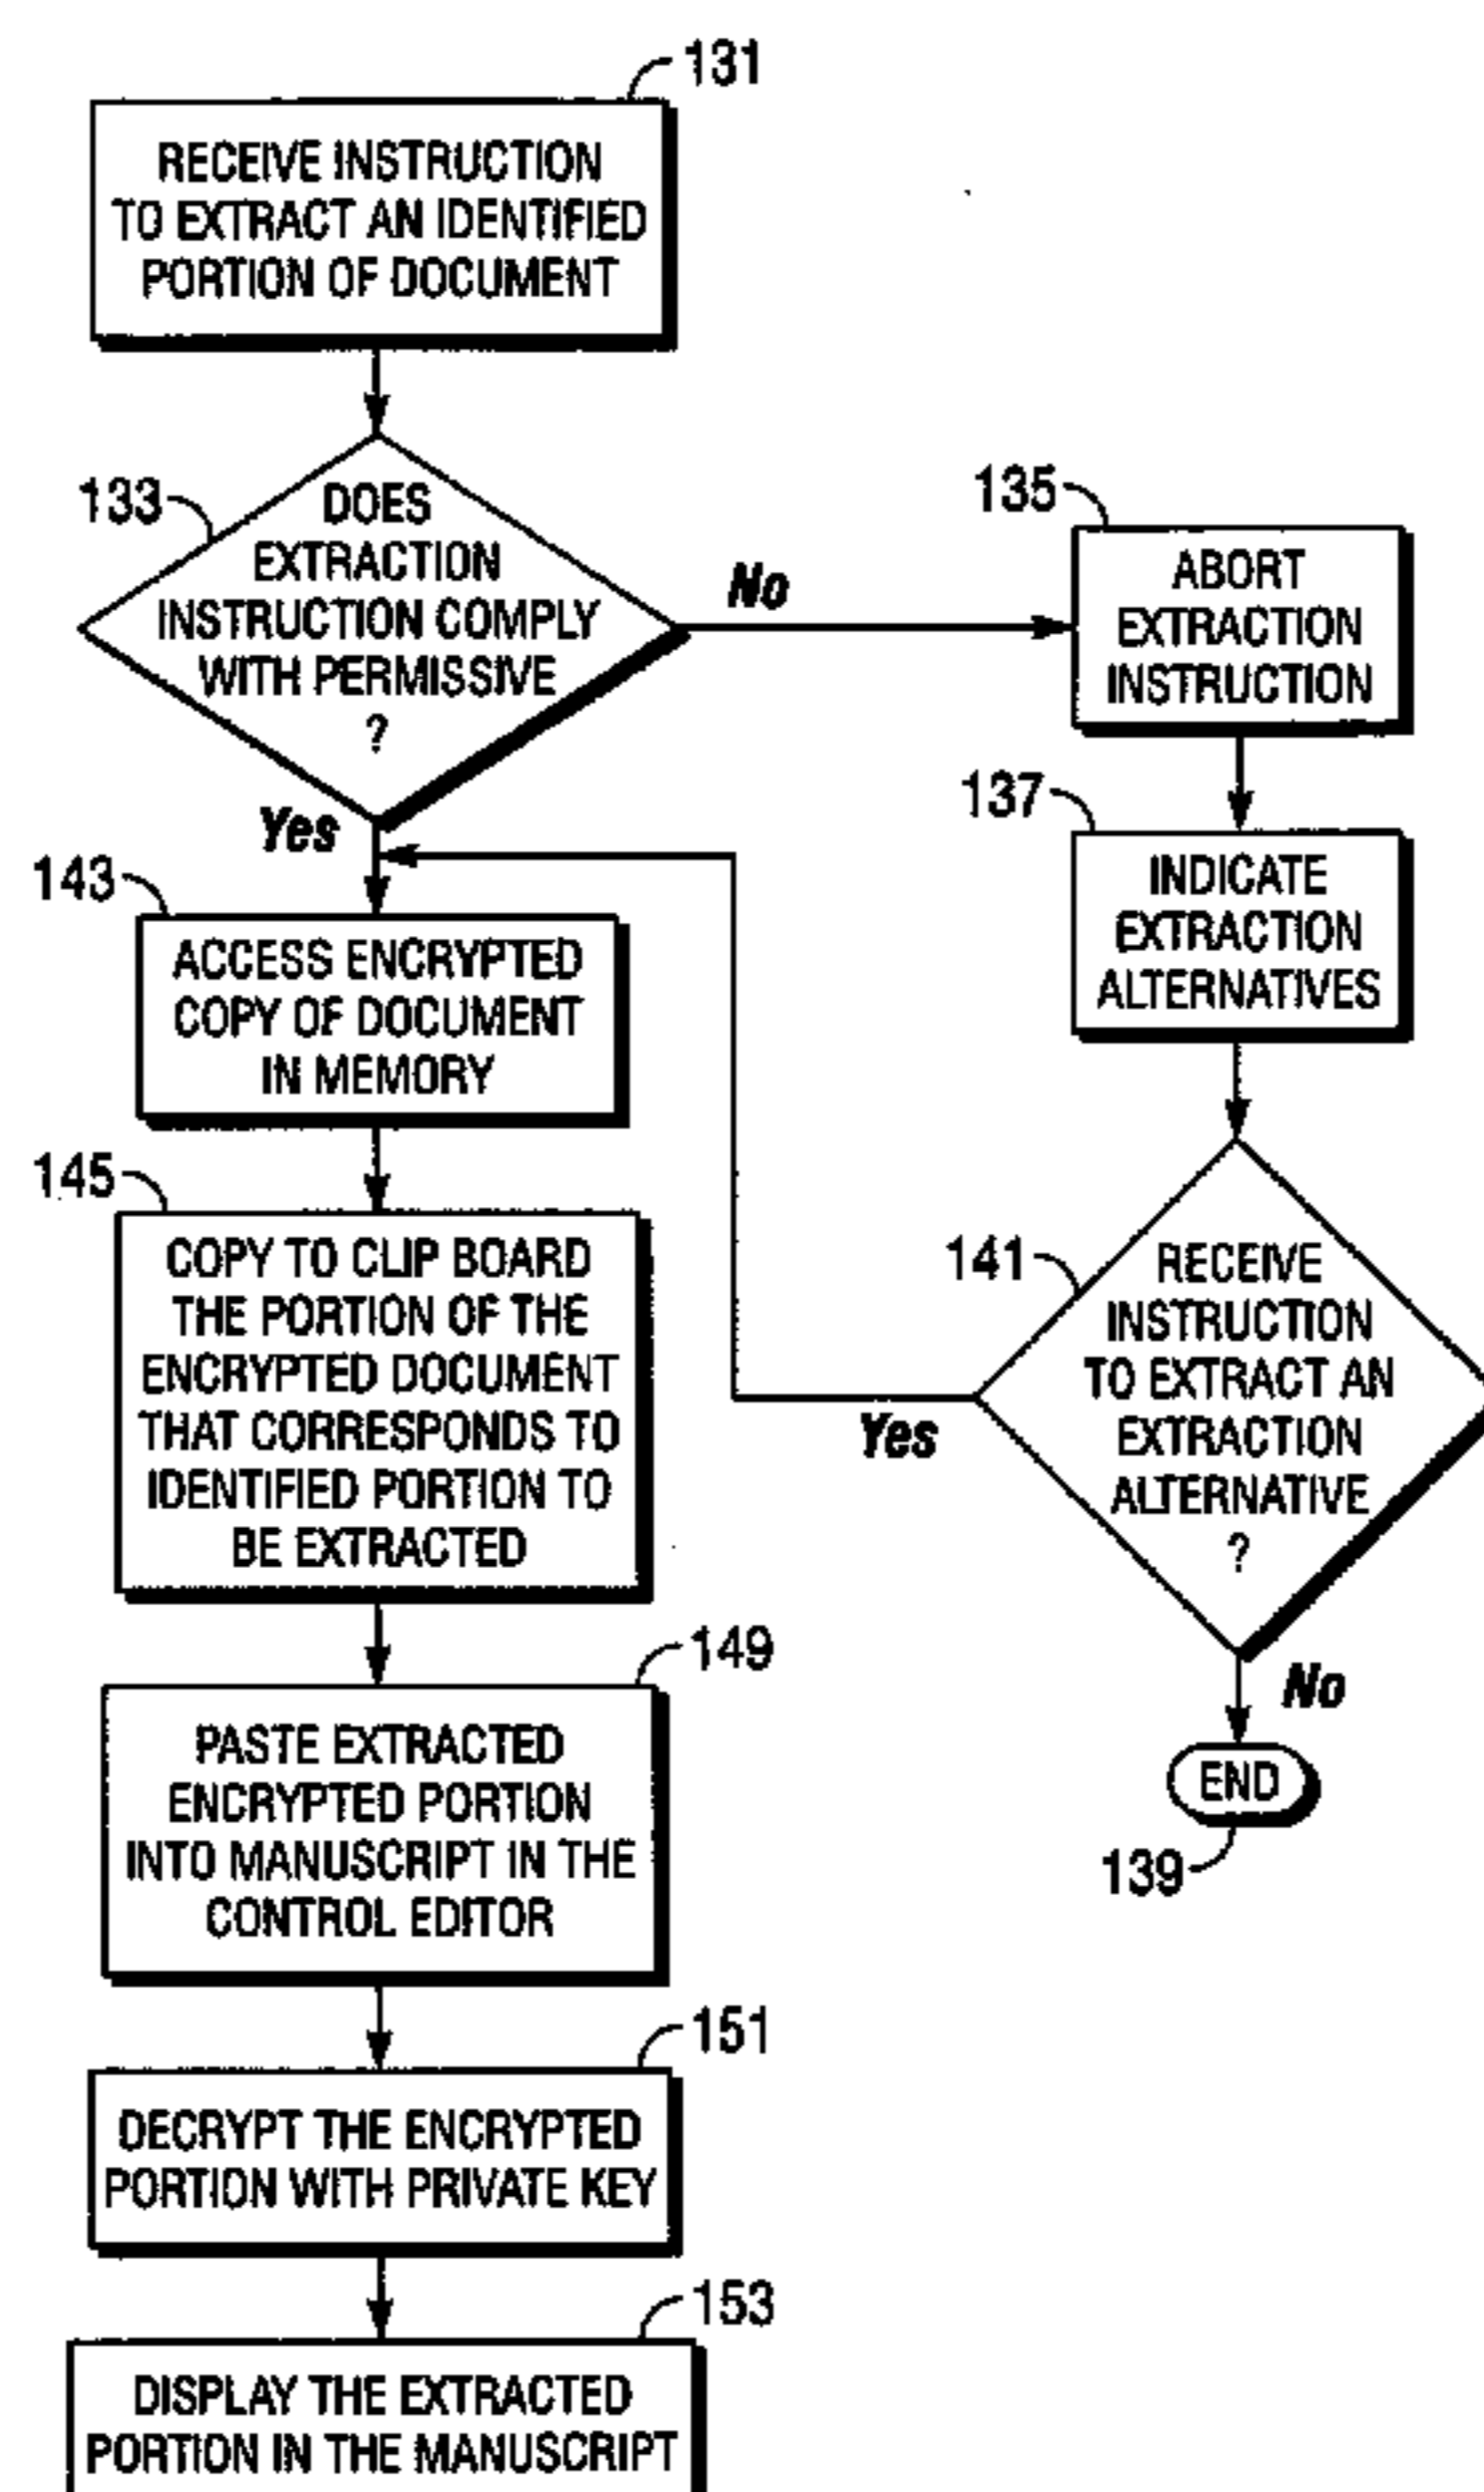 131
RECEIVE INSTRUCTION
TO EXTRACT AN IDENTIFIED
PORTION OF DOCUMENT
133
DOES
EXTRACTION
INSTRUCTION COMPLY
WITH PERMISSIVE
?
No
Yes
135
ABORT
EXTRACTION
INSTRUCTION
137
INDICATE
EXTRACTION
ALTERNATIVES
141
RECEIVE
INSTRUCTION
TO EXTRACT AN
EXTRACTION
ALTERNATIVE
?
Yes
No
END
139
143
ACCESS ENCRYPTED
COPY OF DOCUMENT
IN MEMORY
145
COPY TO CLIP BOARD
THE PORTION OF THE
ENCRYPTED DOCUMENT
THAT CORRESPONDS TO
IDENTIFIED PORTION TO
BE EXTRACTED
149
PASTE EXTRACTED
ENCRYPTED PORTION
INTO MANUSCRIPT IN THE
CONTROL EDITOR
151
DECRYPT THE ENCRYPTED
PORTION WITH PRIVATE KEY
153
DISPLAY THE EXTRACTED
PORTION IN THE MANUSCRIPT